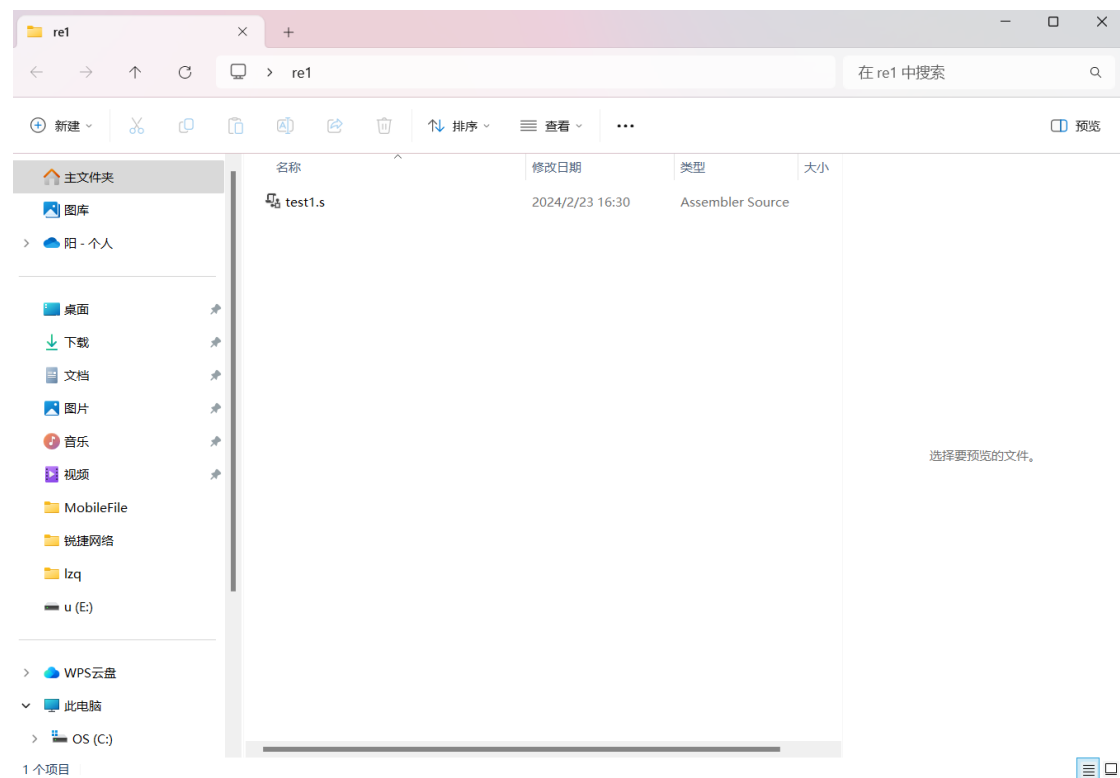 re1
re1
在 re1 中搜索
新建
排序
查看
预览
名称
修改日期
类型
大小
test1.s
2024/2/23 16:30
Assembler Source
主文件夹
图库
阳 - 个人
桌面
下载
文档
图片
音乐
视频
MobileFile
锐捷网络
lzq
u (E:)
WPS云盘
此电脑
OS (C:)
选择要预览的文件。
1 个项目